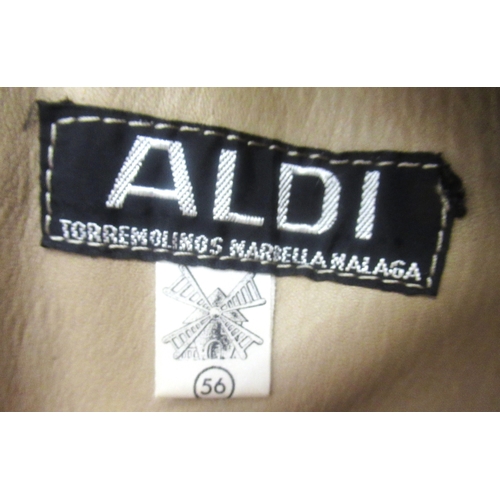 ALDI
TORREMOLINOS MARBELLA MALAGA
56